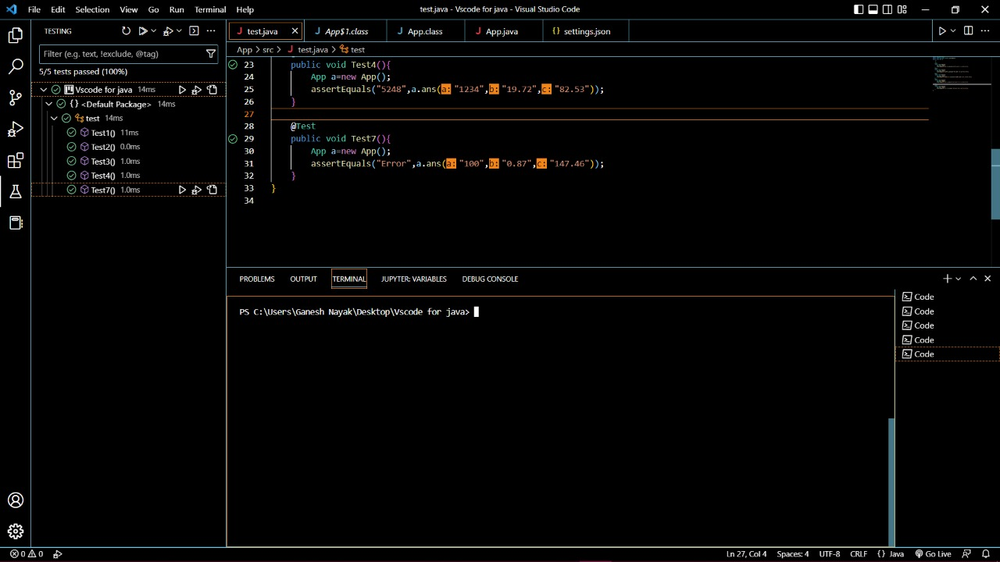 File Edit Selection View Go Run Terminal Help
test.java - Vscode for java - Visual Studio Code
TESTING
Filter (e.g. text, !exclude, @tag)
5/5 tests passed (100%)
Vscode for java 14ms
{} <Default Package> 14ms
test 14ms
Test1() 11ms
Test2() 0.0ms
Test3() 1.0ms
Test4() 1.0ms
Test7() 1.0ms
J test.java J App$1.class J App.class J App.java {} settings.json
App > src > J test.java > test
23 public void Test4(){
24 App a=new App();
25 assertEquals("5240",a.ans(a: "1234",b: "19.72",c: "82.53"));
26 }
27
28 @Test
29 public void Test7(){
30 App a=new App();
31 assertEquals("Error",a.ans(a: "100",b: "0.87",c: "147.46"));
32 }
33 }
34
PROBLEMS OUTPUT TERMINAL JUPYTER: VARIABLES DEBUG CONSOLE
PS C:\Users\Ganesh Nayak\Desktop\Vscode for java>
Code
Code
Code
Code
Code
0 0
Ln 27, Col 4 Spaces: 4 UTF-8 CRLF {} Java Go Live